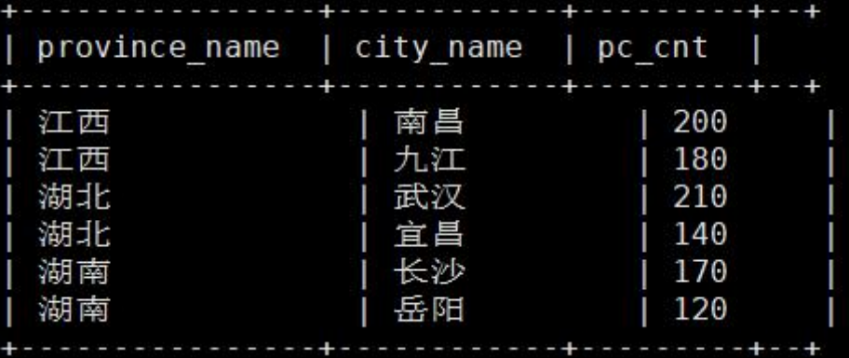 +-----------------+-------------+---------+--+
| province_name | city_name | pc_cnt |
+-----------------+-------------+---------+--+
| 江西 | 南昌 | 200 |
| 江西 | 九江 | 180 |
| 湖北 | 武汉 | 210 |
| 湖北 | 宜昌 | 140 |
| 湖南 | 长沙 | 170 |
| 湖南 | 岳阳 | 120 |
+-----------------+-------------+---------+--+